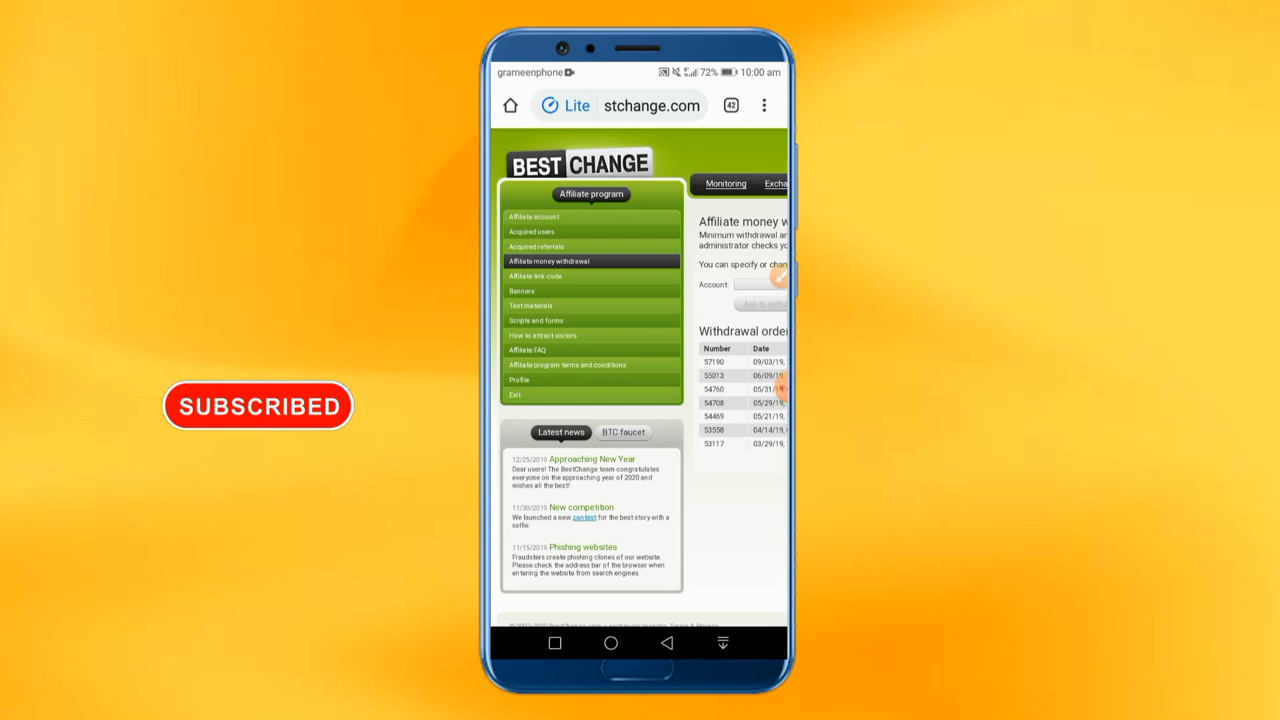 grameenphone
72% 10:00 am
Lite stchange.com 42
BEST CHANGE
Affiliate program
Affiliate account
Acquired users
Acquired referrals
Affiliate money withdrawal
Affiliate link code
Banners
Text materials
Scripts and forms
How to attract visitors
Affiliate FAQ
Affiliate program terms and conditions
Profile
Exit
Monitoring Excha
Affiliate money w
Minimum withdrawal
administrator checks
You can specify or chan
Account:
Ask to
Withdrawal order
Number Date
57190 09/03/19,
55013 06/09/19,
54760 05/31/
54708 05/29/19,
54469 05/21/19,
53558 04/14/19,
53117 03/29/19,
Latest news BTC faucet
12/25/2019 Approaching New Year
Dear users! The BestChange team congratulates
everyone on the approaching year of 2020 and
wishes all the best!
11/30/2019 New competition
We launched a new contest for the best story with a
selfie
11/15/2019 Phishing websites
Fraudsters create phishing clones of our website.
Please check the address bar of the browser when
entering the website from search engines.
SUBSCRIBED